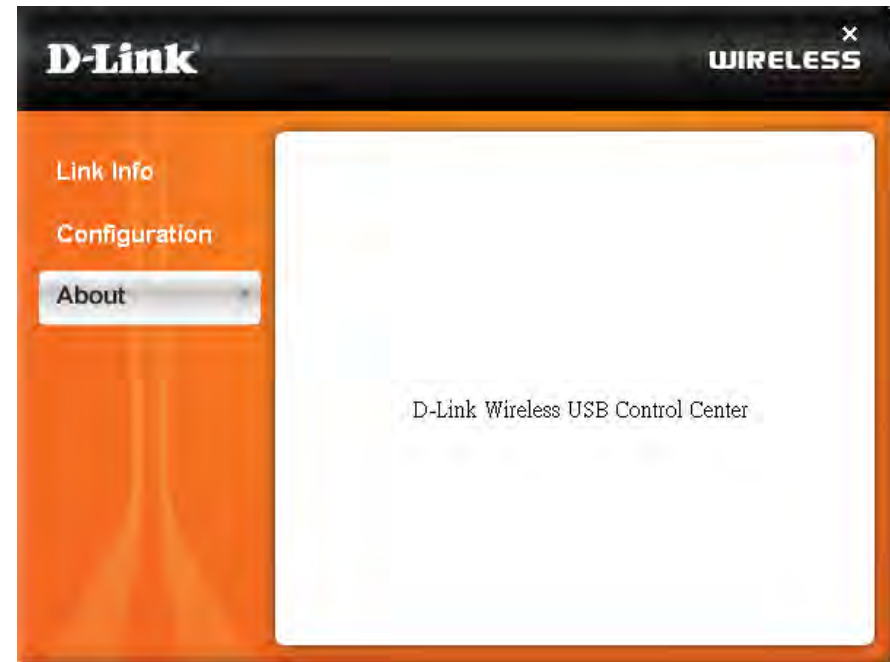 D-Link
WIRELESS
Link Info
Configuration
About
D-Link Wireless USB Control Center